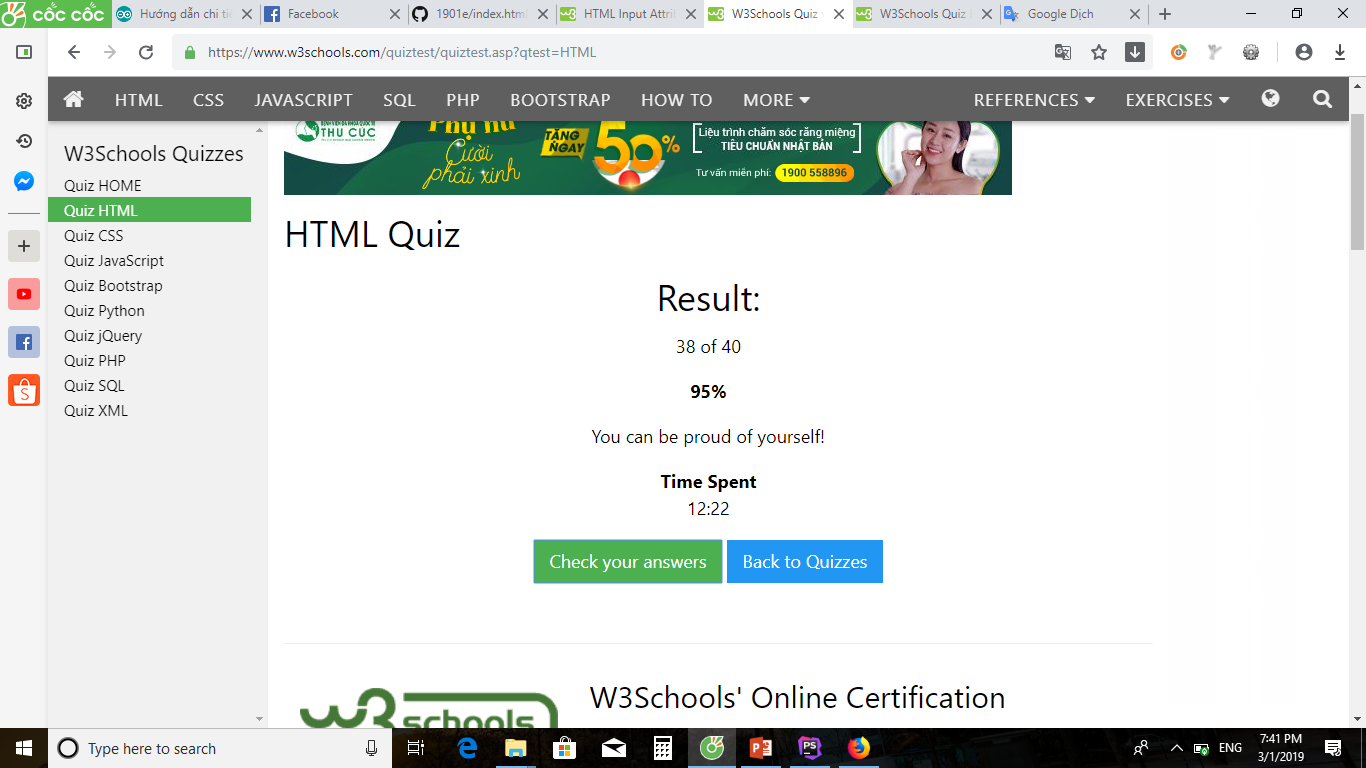 cốc cốc
Hướng dẫn chi ti
Facebook
1901e/index.htm
HTML Input Attri
W3Schools Quiz
W3Schools Quiz
Google Dịch
https://www.w3schools.com/quiztest/quiztest.asp?qtest=HTML
HTML CSS JAVASCRIPT SQL PHP BOOTSTRAP HOW TO MORE REFERENCES EXERCISES
W3Schools Quizzes
Quiz HOME
Quiz HTML
Quiz CSS
Quiz JavaScript
Quiz Bootstrap
Quiz Python
Quiz jQuery
Quiz PHP
Quiz SQL
Quiz XML
THU CÚC
Phụ nữ
Cười
phải xinh
TẶNG
NGAY
50%
Liệu trình chăm sóc răng miệng
TIÊU CHUẨN NHẬT BẢN
Tư vấn miễn phí: 1900 558896
HTML Quiz
Result:
38 of 40
95%
You can be proud of yourself!
Time Spent
12:22
Check your answers
Back to Quizzes
w3schools
W3Schools' Online Certification
Type here to search
ENG
7:41 PM
3/1/2019